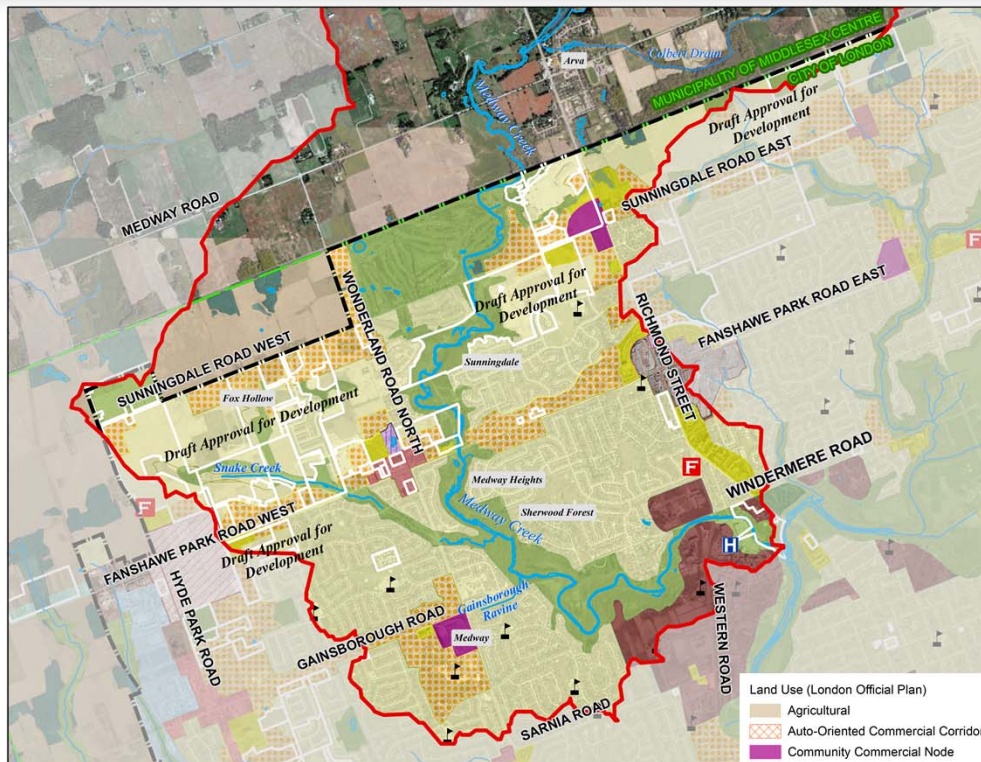 Colbert Drain
Arva
MUNICIPALITY OF MIDDLESEX CENTRE
CITY OF LONDON
Medway Creek
Draft Approval for
Development
SUNNINGDALE ROAD EAST
MEDWAY ROAD
WONDERLAND ROAD NORTH
Draft Approval for
Development
FANSHAWE PARK ROAD EAST
F
RICHMOND STREET
SUNNINGDALE ROAD WEST
Sunningdale
Fox Hollow
Draft Approval for Development
Snake Creek
Medway Heights
F
WINDERMERE ROAD
Sherwood Forest
F
Medway Creek
FANSHAWE PARK ROAD WEST
Draft Approval for
Development
H
HYDE PARK ROAD
Gainsborough
Ravine
GAINSBOROUGH ROAD
Medway
WESTERN ROAD
SARNIA ROAD
Land Use (London Official Plan)
Agricultural
Auto-Oriented Commercial Corridor
Community Commercial Node